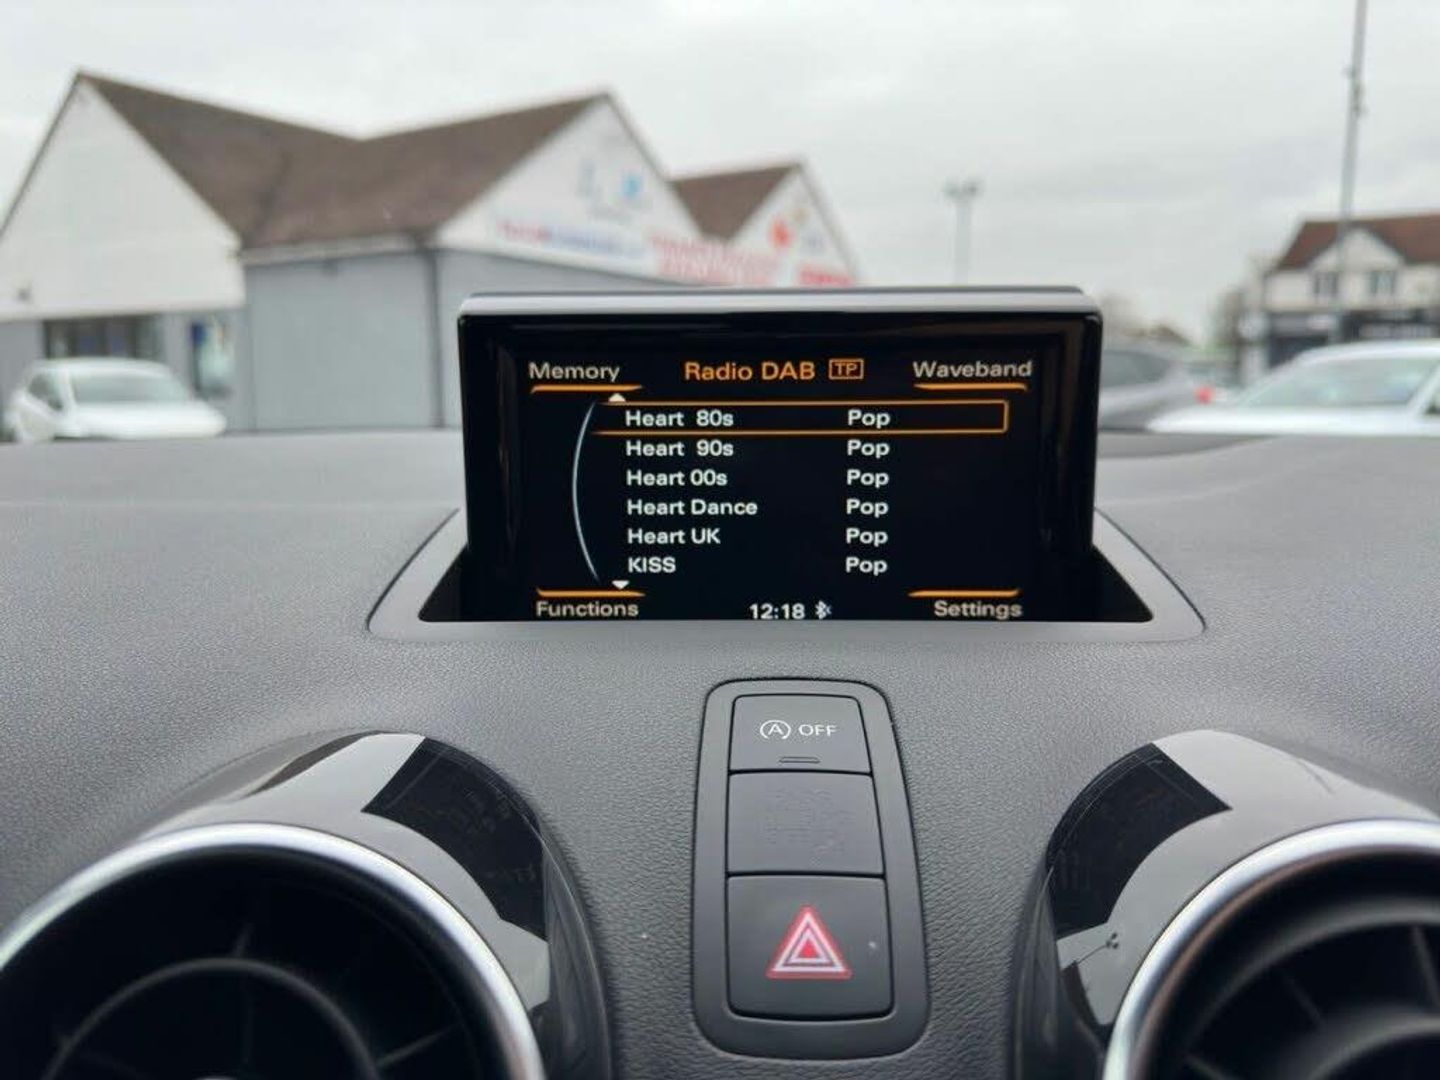 Memory Radio DAB TP Waveband
Heart 80s Pop
Heart 90s Pop
Heart 00s Pop
Heart Dance Pop
Heart UK Pop
KISS Pop
Functions 12:18 Settings
A OFF